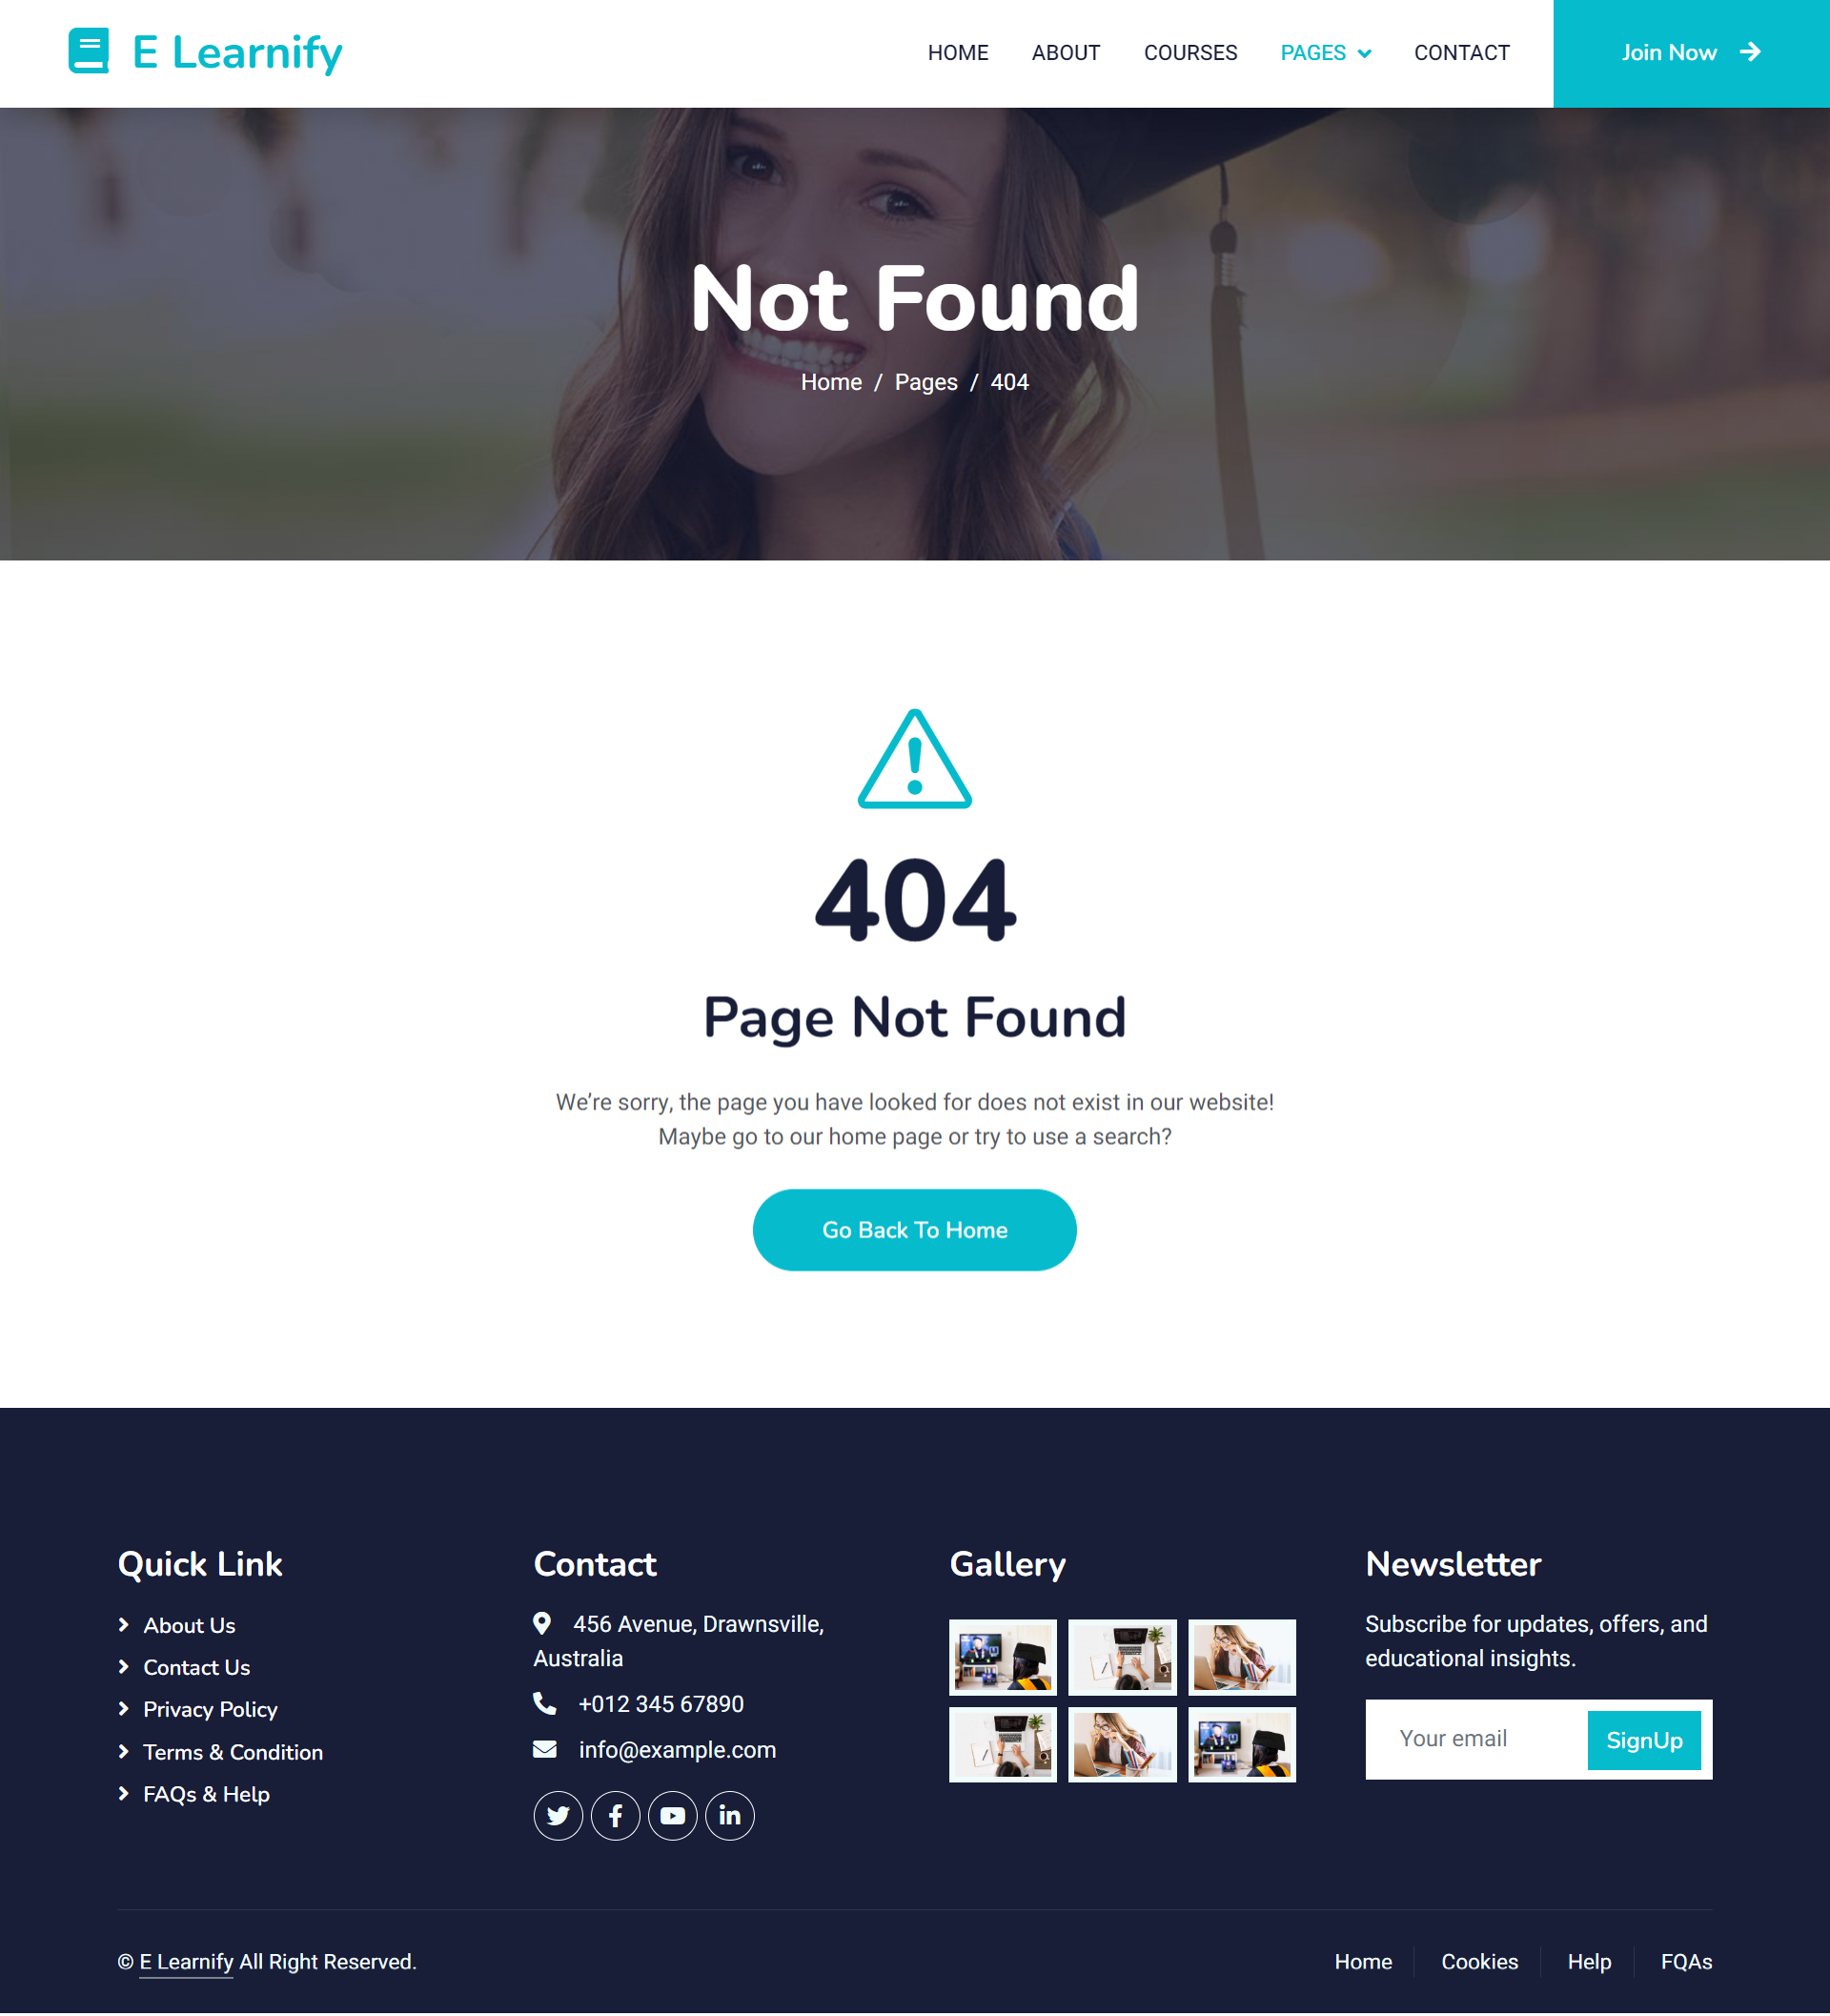 E Learnify
HOME
ABOUT
COURSES
PAGES
CONTACT
Join Now
Not Found
Home / Pages / 404
404
Page Not Found
We’re sorry, the page you have looked for does not exist in our website!
Maybe go to our home page or try to use a search?
Go Back To Home
Quick Link
About Us
Contact Us
Privacy Policy
Terms & Condition
FAQs & Help
Contact
456 Avenue, Drawnsville,
Australia
+012 345 67890
info@example.com
Gallery
Newsletter
Subscribe for updates, offers, and
educational insights.
Your email
SignUp
© E Learnify All Right Reserved.
Home
Cookies
Help
FQAs